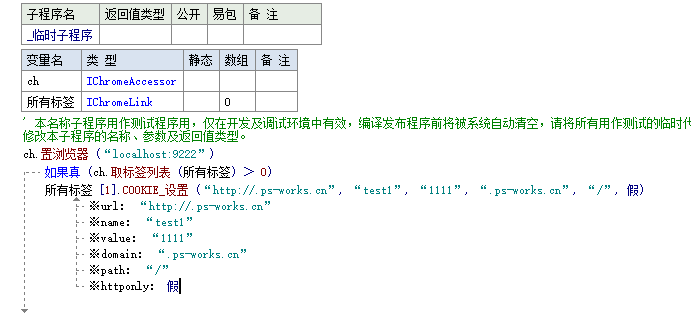 子程序名 返回值类型 公开 易包 备 注
_临时子程序
变量名 类 型 静态 数组 备 注
ch IChromeAccessor
所有标签 IChromeLink 0
' 本名称子程序用作测试程序用，仅在开发及调试环境中有效，编译发布程序前将被系统自动清空，请将所有用作测试的临时代
修改本子程序的名称、参数及返回值类型。
ch.置浏览器 (“localhost:9222”)
如果真 (ch.取标签列表 (所有标签) ＞ 0)
所有标签 [1].COOKIE_设置 (“http://.ps-works.cn”, “test1”, “1111”, “.ps-works.cn”, “/”, 假)
※url: “http://.ps-works.cn”
※name: “test1”
※value: “1111”
※domain: “.ps-works.cn”
※path: “/”
※httponly: 假